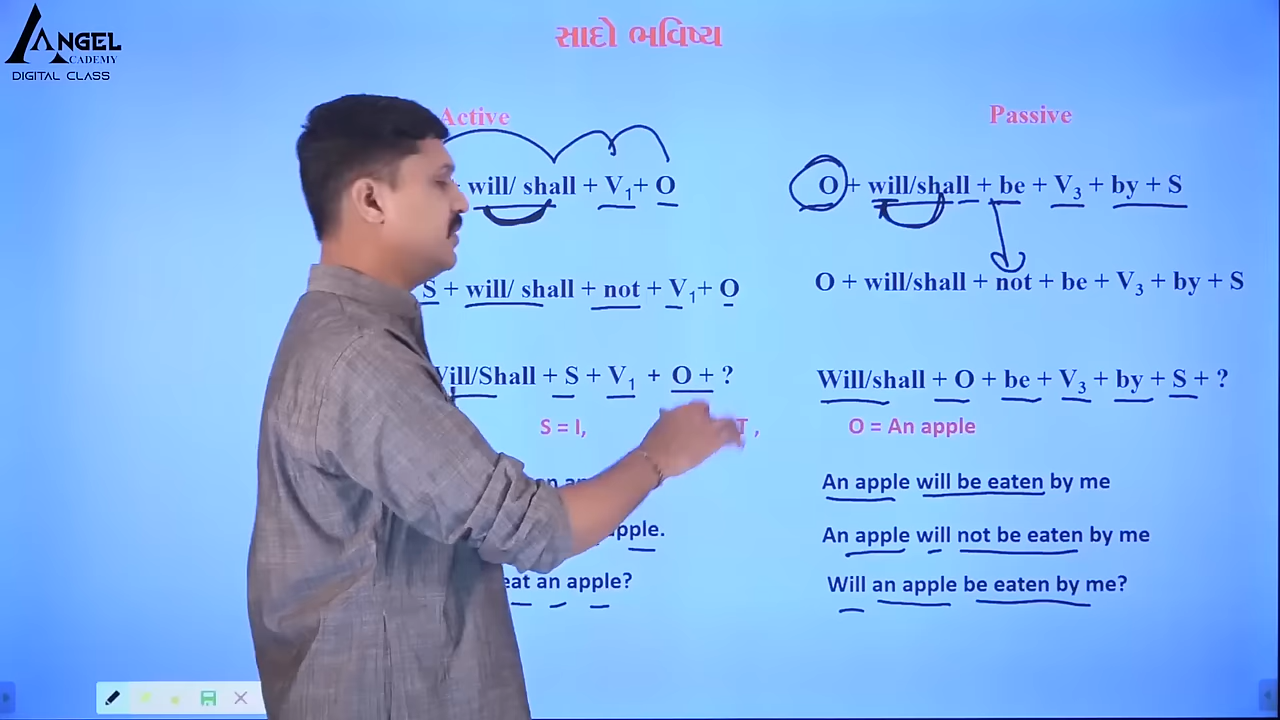 ANGEL
ACADEMY
DIGITAL CLASS
સાદો ભવિષ્ય
Active
Passive
will/ shall + V1+ O
O + will/shall + be + V3 + by + S
S + will/ shall + not + V1+ O
O + will/shall + not + be + V3 + by + S
Will/Shall + S + V1 + O + ?
Will/shall + O + be + V3 + by + S + ?
S = I,
T ,
O = An apple
An apple will be eaten by me
apple.
An apple will not be eaten by me
eat an apple?
Will an apple be eaten by me?